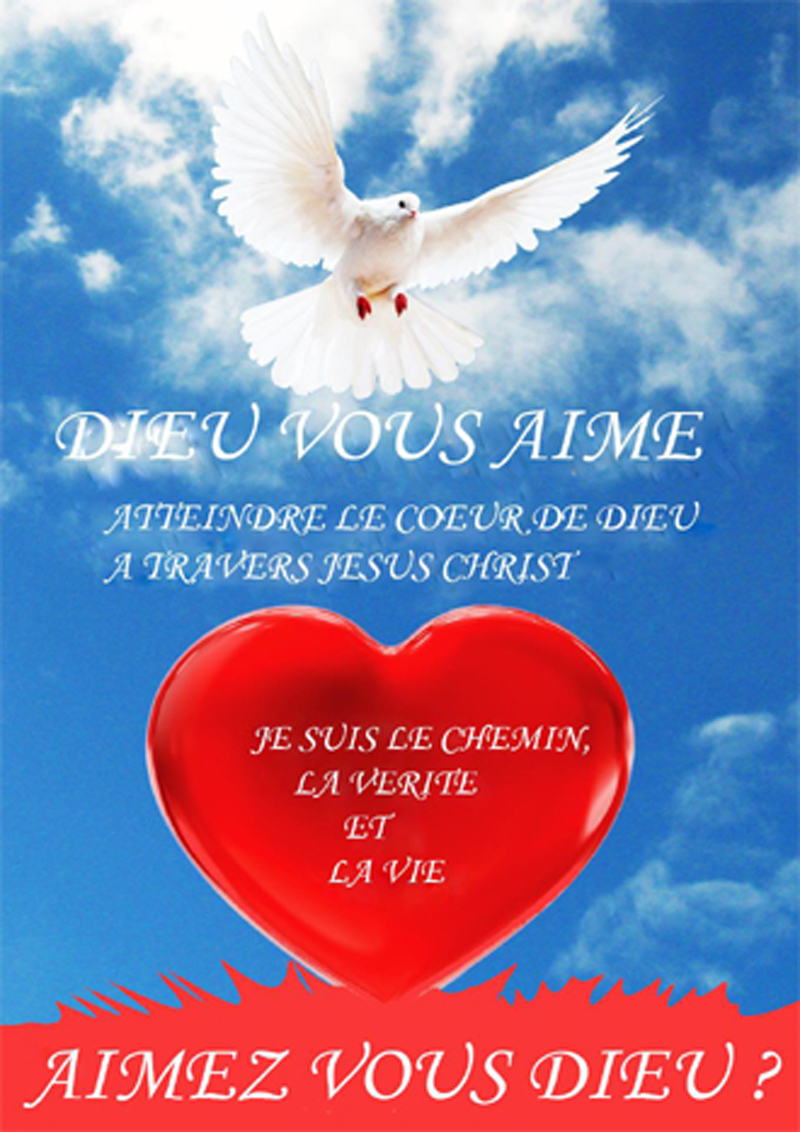 DIEU VOUS AIME
ATTEINDRE LE COEUR DE DIEU
A TRAVERS JESUS CHRIST
JE SUIS LE CHEMIN,
LA VERITE
ET
LA VIE
AIMEZ VOUS DIEU ?